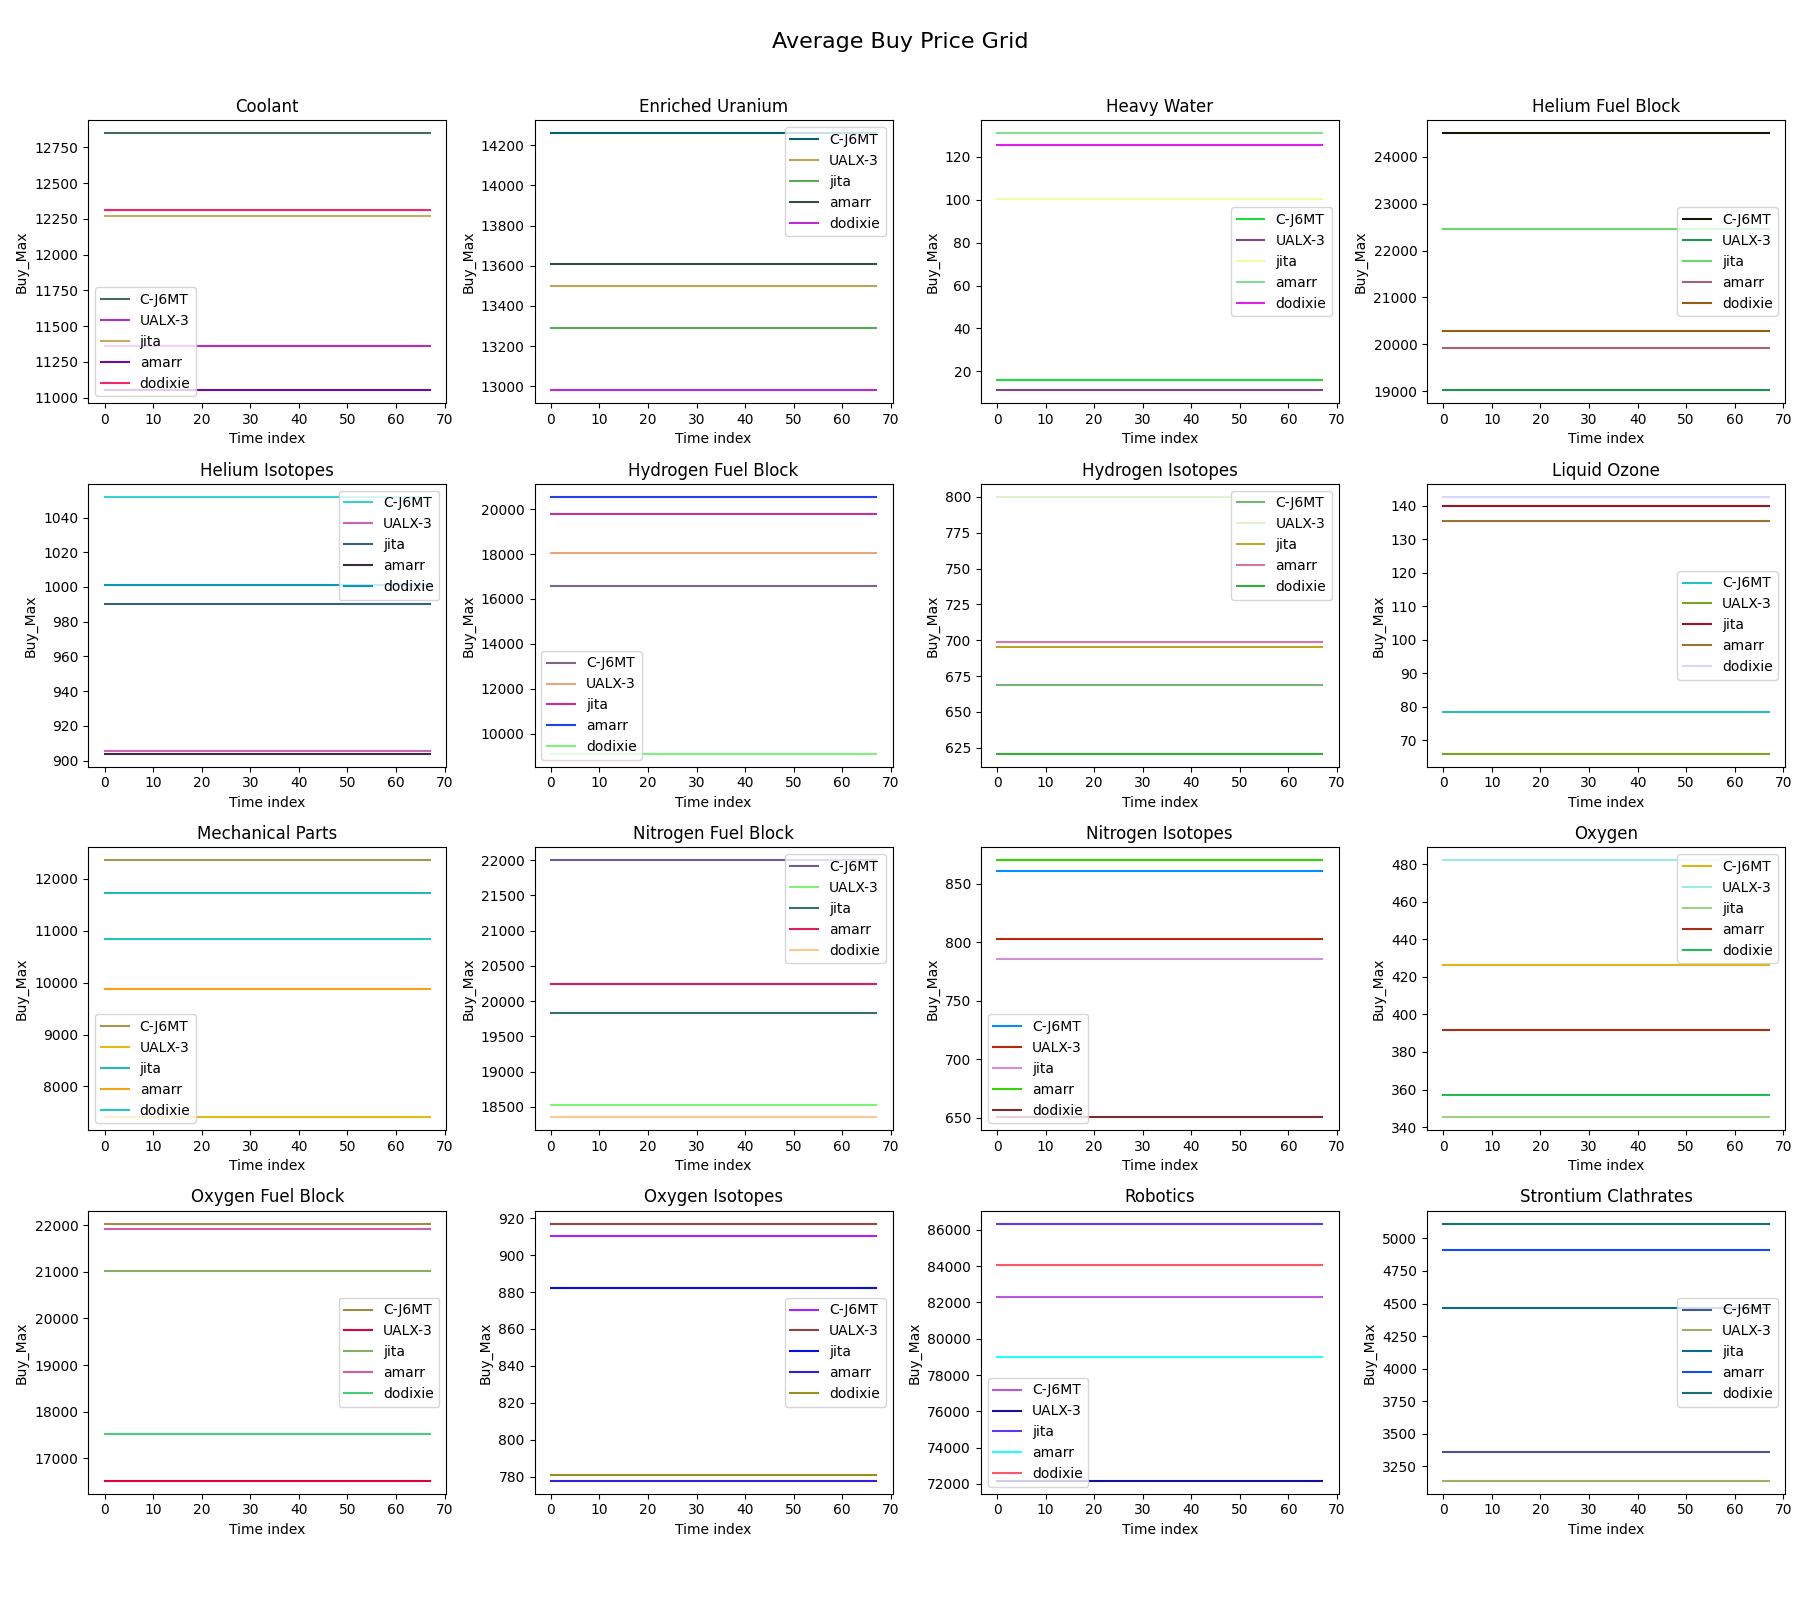 Average Buy Price Grid
Coolant
Buy_Max
12750
12500
12250
12000
11750
11500
11250
11000
C-J6MT
UALX-3
jita
amarr
dodixie
0 10 20 30 40 50 60 70
Time index
Enriched Uranium
Buy_Max
14200
14000
13800
13600
13400
13200
13000
C-J6MT
UALX-3
jita
amarr
dodixie
0 10 20 30 40 50 60 70
Time index
Heavy Water
Buy_Max
120
100
80
60
40
20
C-J6MT
UALX-3
jita
amarr
dodixie
0 10 20 30 40 50 60 70
Time index
Helium Fuel Block
Buy_Max
24000
23000
22000
21000
20000
19000
C-J6MT
UALX-3
jita
amarr
dodixie
0 10 20 30 40 50 60 70
Time index
Helium Isotopes
Buy_Max
1040
1020
1000
980
960
940
920
900
C-J6MT
UALX-3
jita
amarr
dodixie
0 10 20 30 40 50 60 70
Time index
Hydrogen Fuel Block
Buy_Max
20000
18000
16000
14000
12000
10000
C-J6MT
UALX-3
jita
amarr
dodixie
0 10 20 30 40 50 60 70
Time index
Hydrogen Isotopes
Buy_Max
800
775
750
725
700
675
650
625
C-J6MT
UALX-3
jita
amarr
dodixie
0 10 20 30 40 50 60 70
Time index
Liquid Ozone
Buy_Max
140
130
120
110
100
90
80
70
C-J6MT
UALX-3
jita
amarr
dodixie
0 10 20 30 40 50 60 70
Time index
Mechanical Parts
Buy_Max
12000
11000
10000
9000
8000
C-J6MT
UALX-3
jita
amarr
dodixie
0 10 20 30 40 50 60 70
Time index
Nitrogen Fuel Block
Buy_Max
22000
21500
21000
20500
20000
19500
19000
18500
C-J6MT
UALX-3
jita
amarr
dodixie
0 10 20 30 40 50 60 70
Time index
Nitrogen Isotopes
Buy_Max
850
800
750
700
650
C-J6MT
UALX-3
jita
amarr
dodixie
0 10 20 30 40 50 60 70
Time index
Oxygen
Buy_Max
480
460
440
420
400
380
360
340
C-J6MT
UALX-3
jita
amarr
dodixie
0 10 20 30 40 50 60 70
Time index
Oxygen Fuel Block
Buy_Max
22000
21000
20000
19000
18000
17000
C-J6MT
UALX-3
jita
amarr
dodixie
0 10 20 30 40 50 60 70
Time index
Oxygen Isotopes
Buy_Max
920
900
880
860
840
820
800
780
C-J6MT
UALX-3
jita
amarr
dodixie
0 10 20 30 40 50 60 70
Time index
Robotics
Buy_Max
86000
84000
82000
80000
78000
76000
74000
72000
C-J6MT
UALX-3
jita
amarr
dodixie
0 10 20 30 40 50 60 70
Time index
Strontium Clathrates
Buy_Max
5000
4750
4500
4250
4000
3750
3500
3250
C-J6MT
UALX-3
jita
amarr
dodixie
0 10 20 30 40 50 60 70
Time index